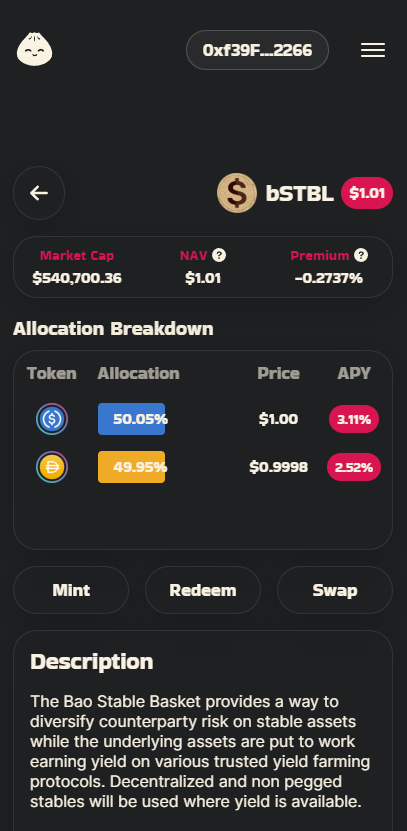 0xf39F...2266
bSTBL $1.01
Market Cap NAV ? Premium ?
$540,700.36 $1.01 -0.2737%
Allocation Breakdown
Token Allocation Price APY
50.05% $1.00 3.11%
49.95% $0.9998 2.52%
Mint Redeem Swap
Description
The Bao Stable Basket provides a way to
diversify counterparty risk on stable assets
while the underlying assets are put to work
earning yield on various trusted yield farming
protocols. Decentralized and non pegged
stables will be used where yield is available.